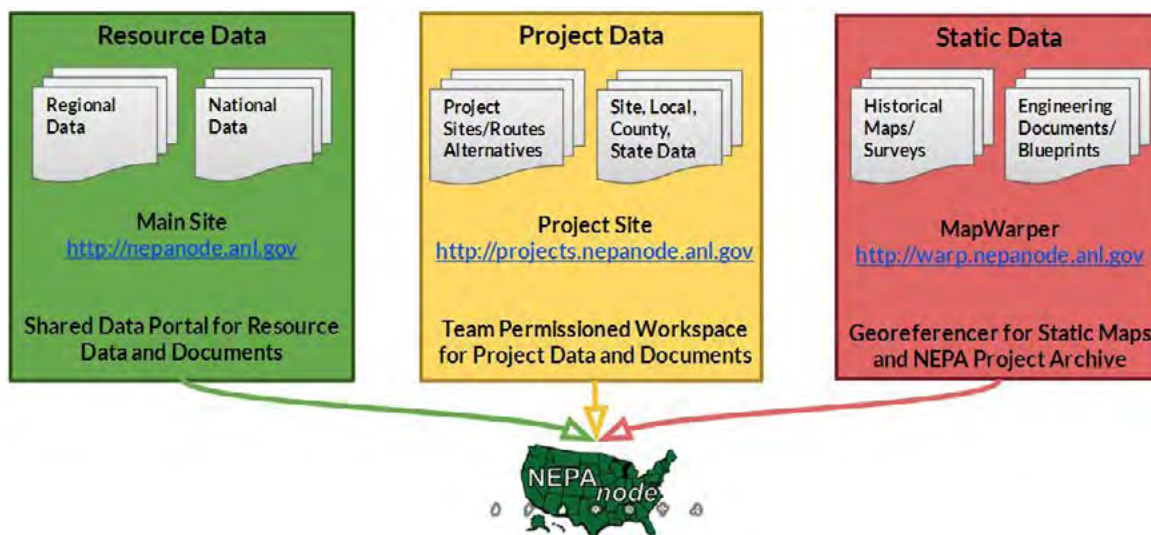 Resource Data
Regional
Data
National
Data
Main Site
http://nepanode.anl.gov
Shared Data Portal for Resource
Data and Documents
Project Data
Project
Sites/Routes
Alternatives
Site, Local,
County,
State Data
Project Site
http://projects.nepanode.anl.gov
Team Permissioned Workspace
for Project Data and Documents
Static Data
Historical
Maps/
Surveys
Engineering
Documents/
Blueprints
MapWarper
http://warp.nepanode.anl.gov
Georeferencer for Static Maps
and NEPA Project Archive
NEPA
node